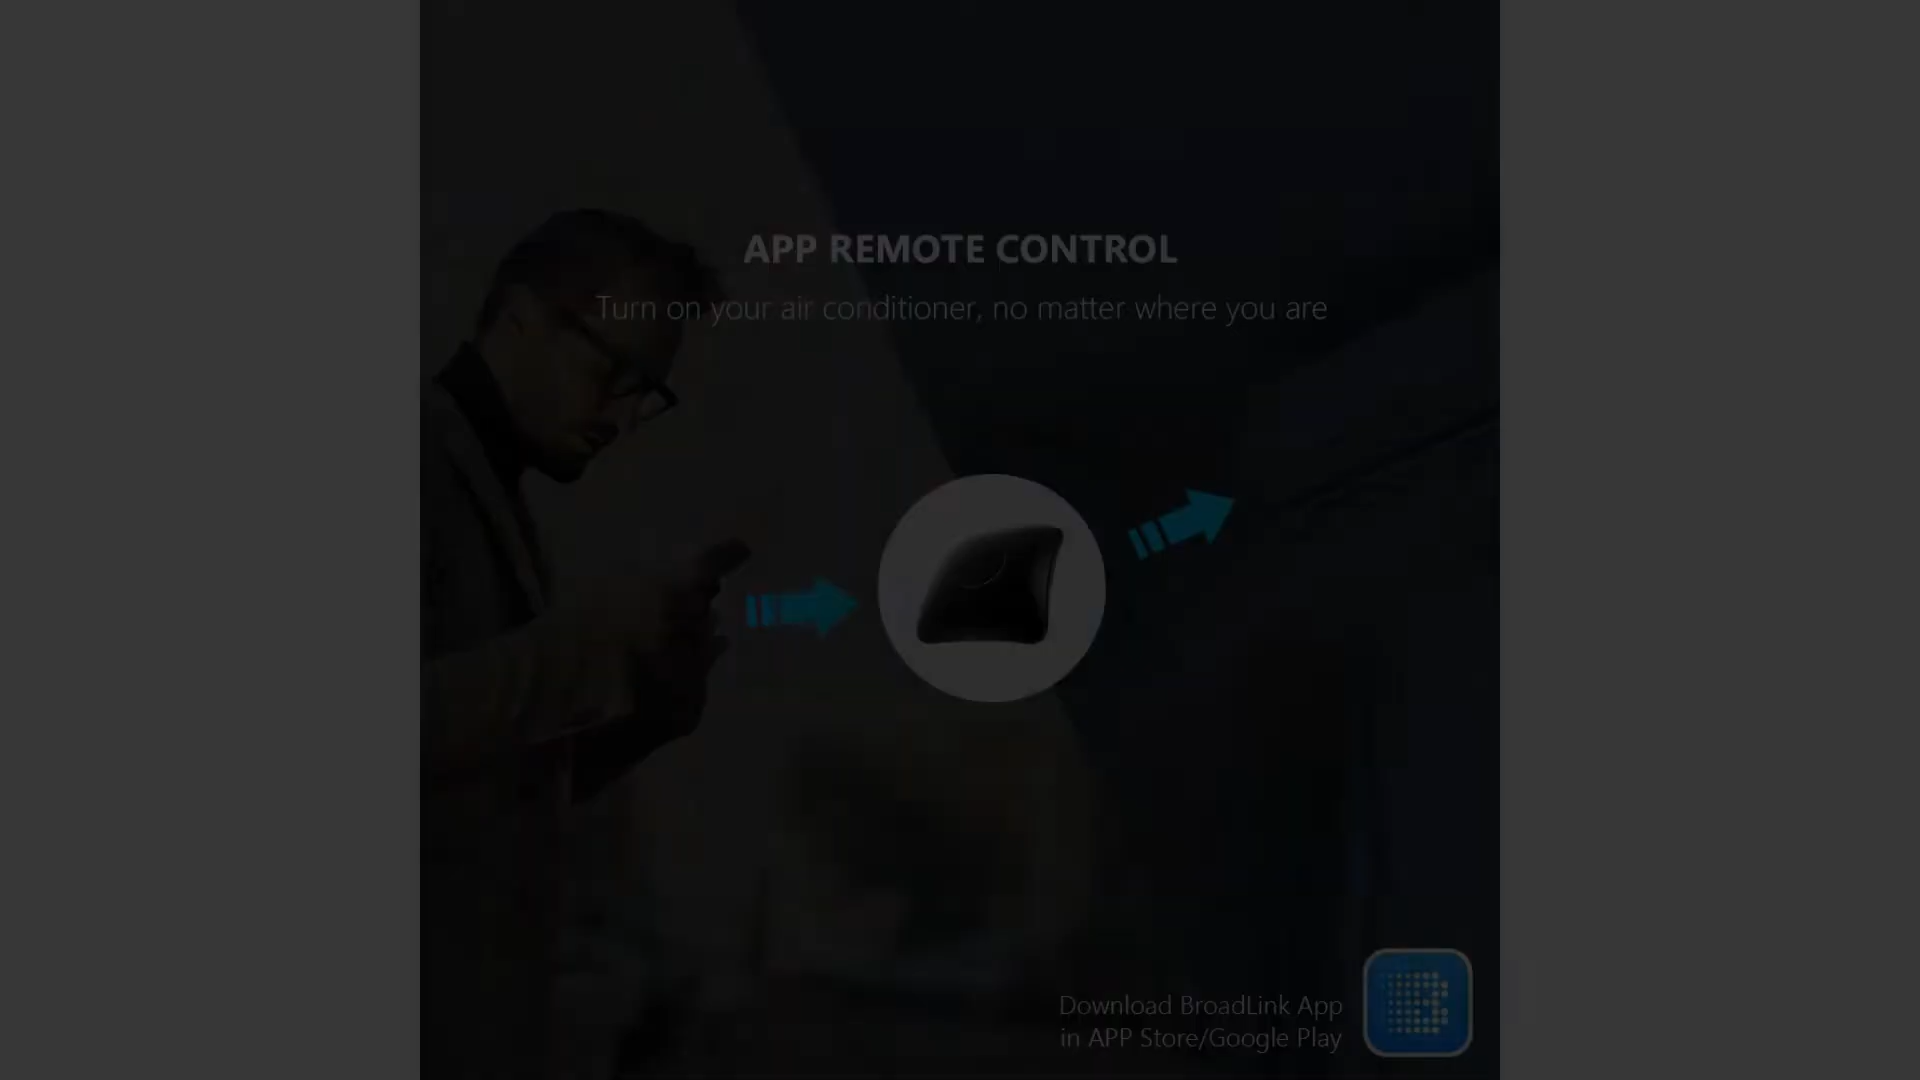 APP REMOTE CONTROL
Turn on your air conditioner, no matter where you are
Download BroadLink App
in APP Store/Google Play